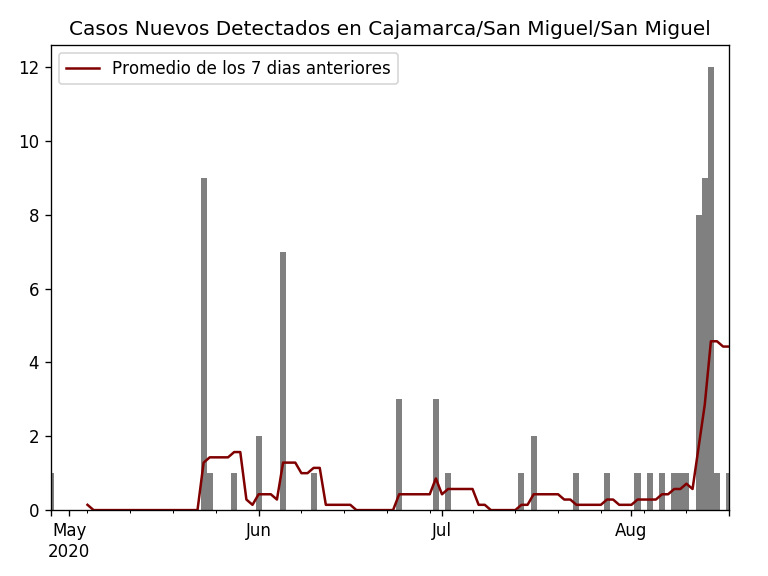 Casos Nuevos Detectados en Cajamarca/San Miguel/San Miguel
Promedio de los 7 dias anteriores
12
10
8
6
4
2
0
May Jun Jul Aug
2020